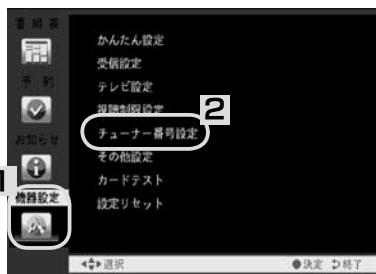 番組表
予約
お知らせ
1
機器設定
かんたん設定
受信設定
テレビ設定
視聴制限設定
2
チューナー番号設定
その他設定
カードテスト
設定リセット
選択
決定
終了